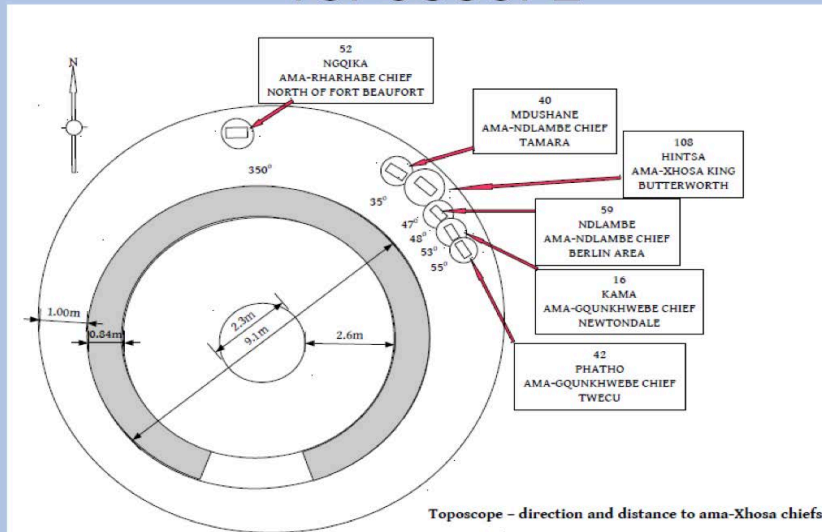 N
52
NGQIKA
AMA-RHARHABE CHIEF
NORTH OF FORT BEAUFORT
40
MDUSHANE
AMA-NDLAMBE CHIEF
TAMARA
108
HINTSA
AMA-XHOSA KING
BUTTERWORTH
59
NDLAMBE
AMA-NDLAMBE CHIEF
BERLIN AREA
16
KAMA
AMA-GQUNKHWEBE CHIEF
NEWTONDALE
42
PHATHO
AMA-GQUNKHWEBE CHIEF
TWECU
350°
35°
47°
48°
53°
55°
1.00m
0.84m
2.3m
9.1m
2.6m
Toposcope – direction and distance to ama-Xhosa chiefs